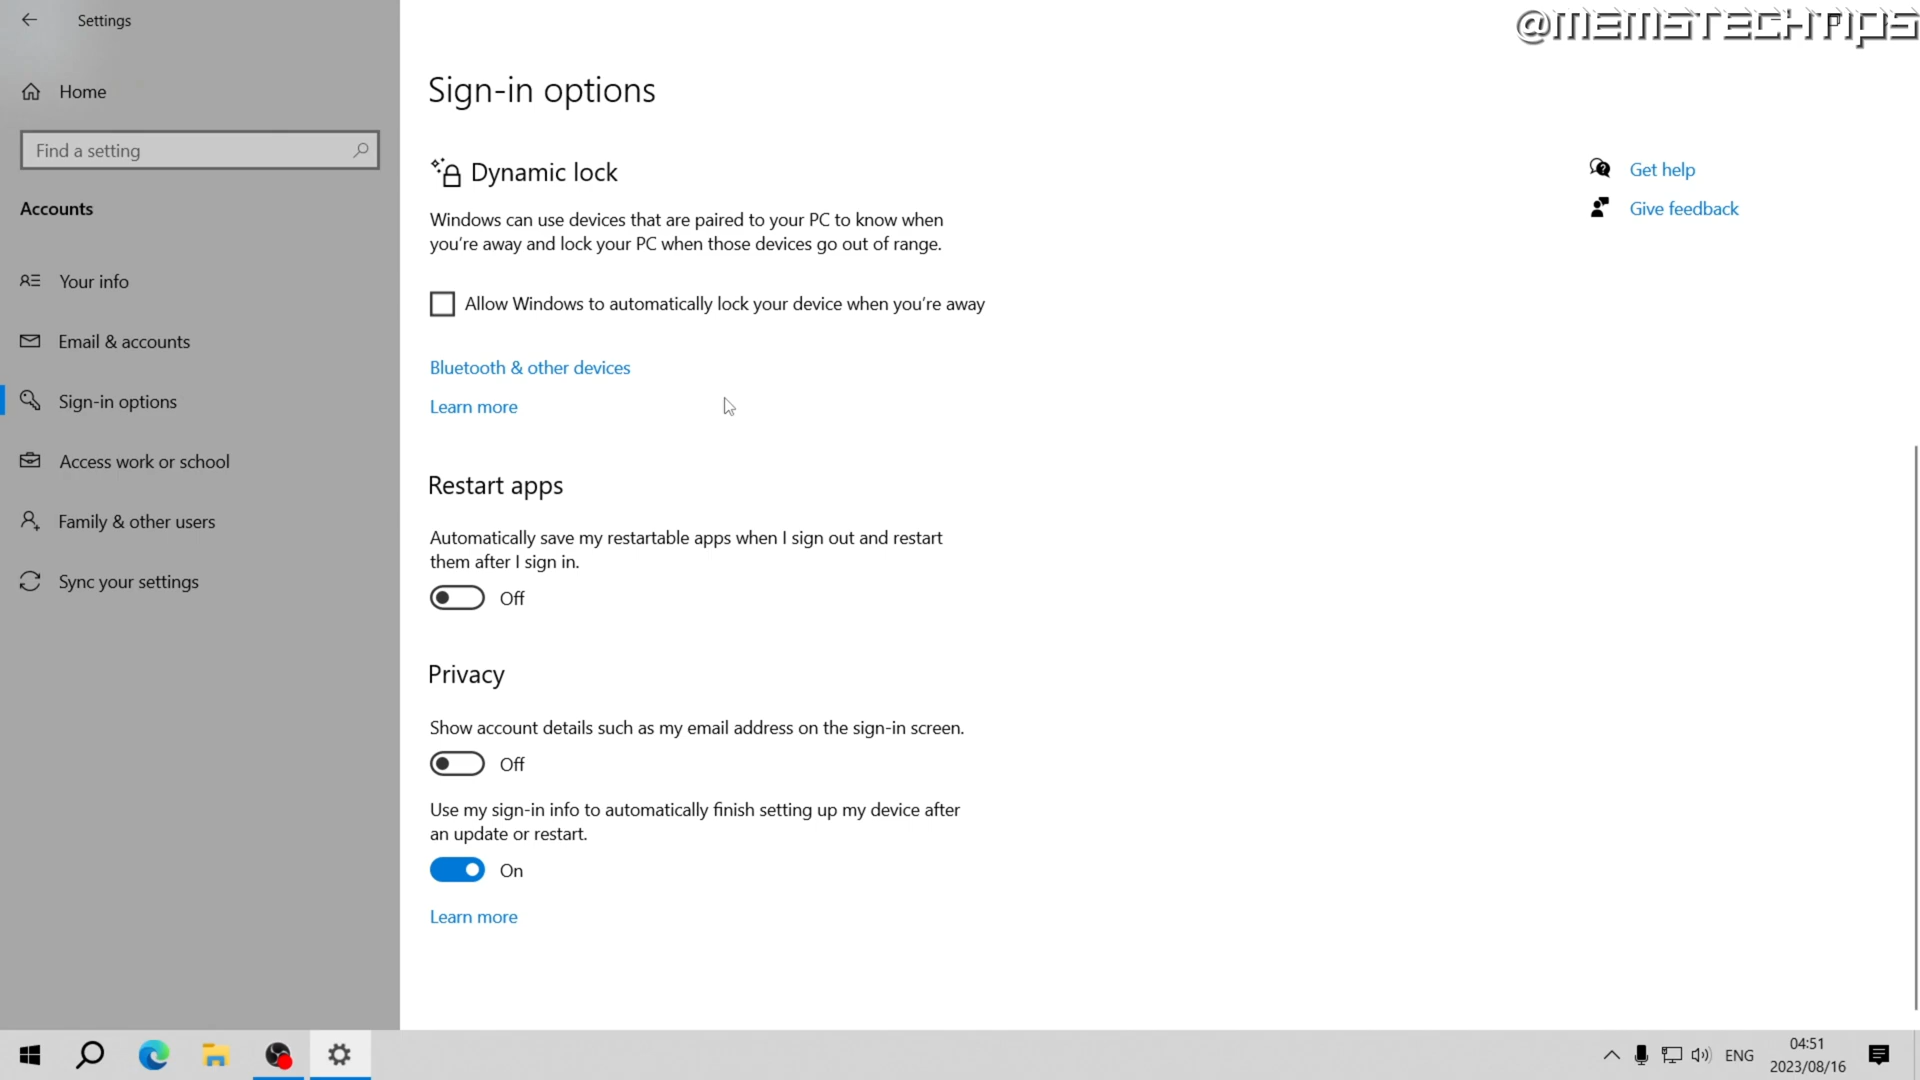 Settings
@MEMSTECHTIPS
Home
Find a setting
Accounts
Your info
Email & accounts
Sign-in options
Access work or school
Family & other users
Sync your settings
Sign-in options
Dynamic lock
Windows can use devices that are paired to your PC to know when
you're away and lock your PC when those devices go out of range.
Allow Windows to automatically lock your device when you're away
Bluetooth & other devices
Learn more
Restart apps
Automatically save my restartable apps when I sign out and restart
them after I sign in.
Off
Privacy
Show account details such as my email address on the sign-in screen.
Off
Use my sign-in info to automatically finish setting up my device after
an update or restart.
On
Learn more
Get help
Give feedback
ENG
04:51
2023/08/16